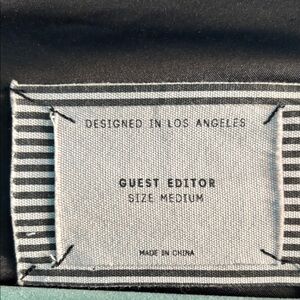 DESIGNED IN LOS ANGELES
GUEST EDITOR
SIZE MEDIUM
MADE IN CHINA